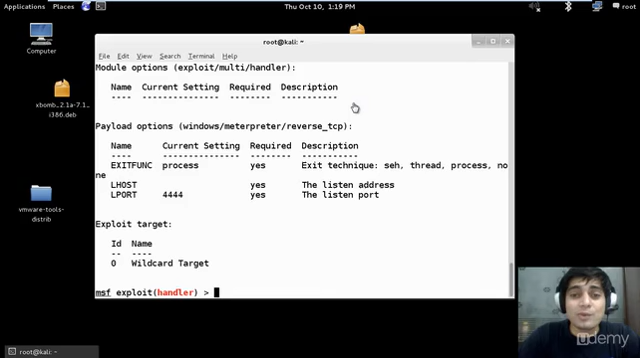 Applications Places Thu Oct 10, 1:19 PM root
Computer
xbomb_2.1a-7.1_
i386.deb
vmware-tools-
distrib
root@kali: ~
File Edit View Search Terminal Help
Module options (exploit/multi/handler):
Name Current Setting Required Description
---- --------------- -------- -----------
Payload options (windows/meterpreter/reverse_tcp):
Name Current Setting Required Description
---- --------------- -------- -----------
EXITFUNC process yes Exit technique: seh, thread, process, no
ne
LHOST yes The listen address
LPORT 4444 yes The listen port
Exploit target:
Id Name
-- ----
0 Wildcard Target
msf exploit(handler) >
udemy
root@kali: ~